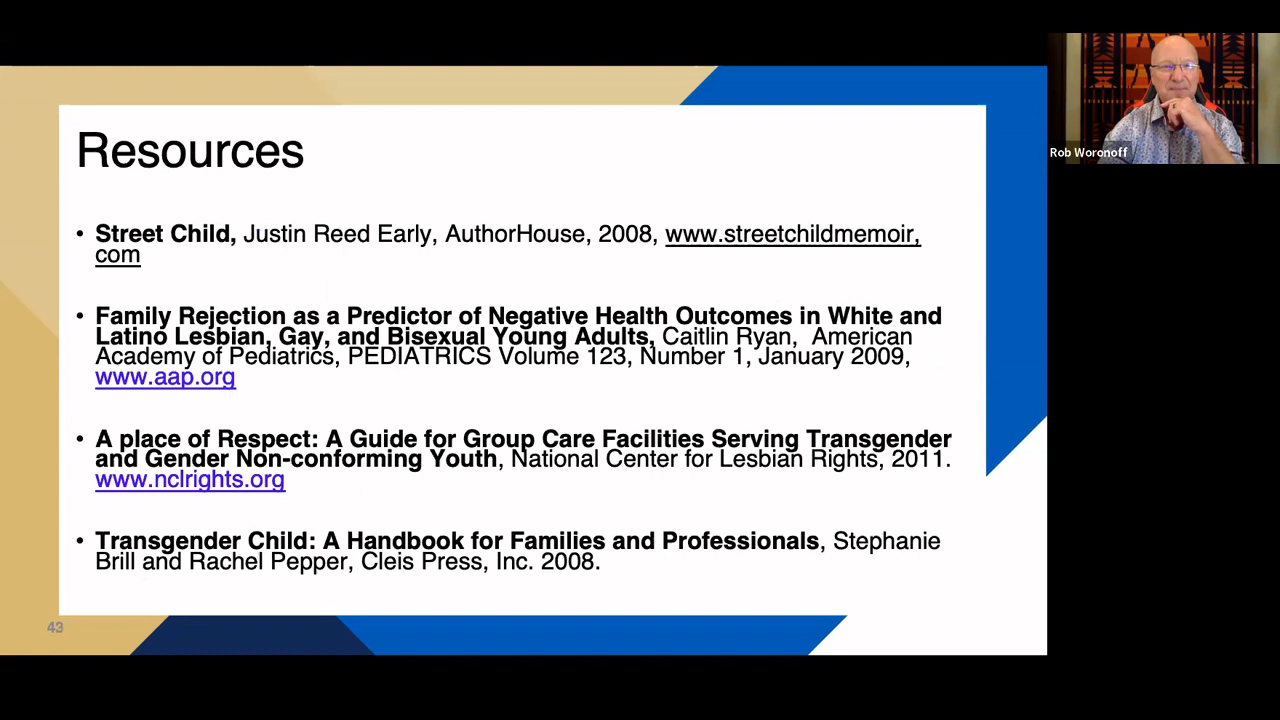 Resources
• Street Child, Justin Reed Early, AuthorHouse, 2008, www.streetchildmemoir,
com
• Family Rejection as a Predictor of Negative Health Outcomes in White and
Latino Lesbian, Gay, and Bisexual Young Adults, Caitlin Ryan, American
Academy of Pediatrics, PEDIATRICS Volume 123, Number 1, January 2009,
www.aap.org
• A place of Respect: A Guide for Group Care Facilities Serving Transgender
and Gender Non-conforming Youth, National Center for Lesbian Rights, 2011.
www.nclrights.org
• Transgender Child: A Handbook for Families and Professionals, Stephanie
Brill and Rachel Pepper, Cleis Press, Inc. 2008.
43
Rob Woronoff